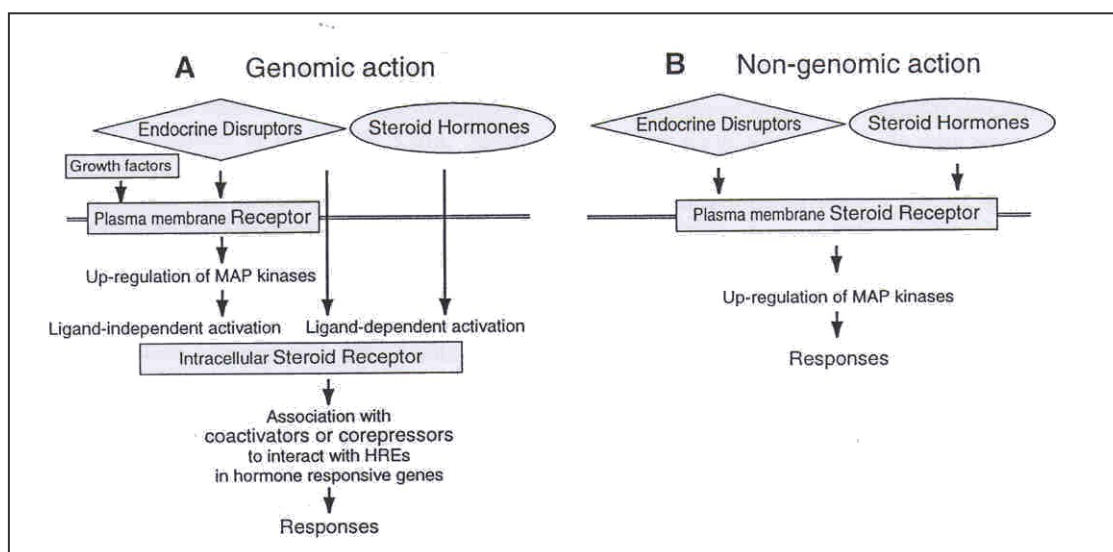 A Genomic action
Endocrine Disruptors
Steroid Hormones
Growth factors
Plasma membrane Receptor
Up-regulation of MAP kinases
Ligand-independent activation
Ligand-dependent activation
Intracellular Steroid Receptor
Association with
coactivators or corepressors
to interact with HREs
in hormone responsive genes
Responses
B Non-genomic action
Endocrine Disruptors
Steroid Hormones
Plasma membrane Steroid Receptor
Up-regulation of MAP kinases
Responses